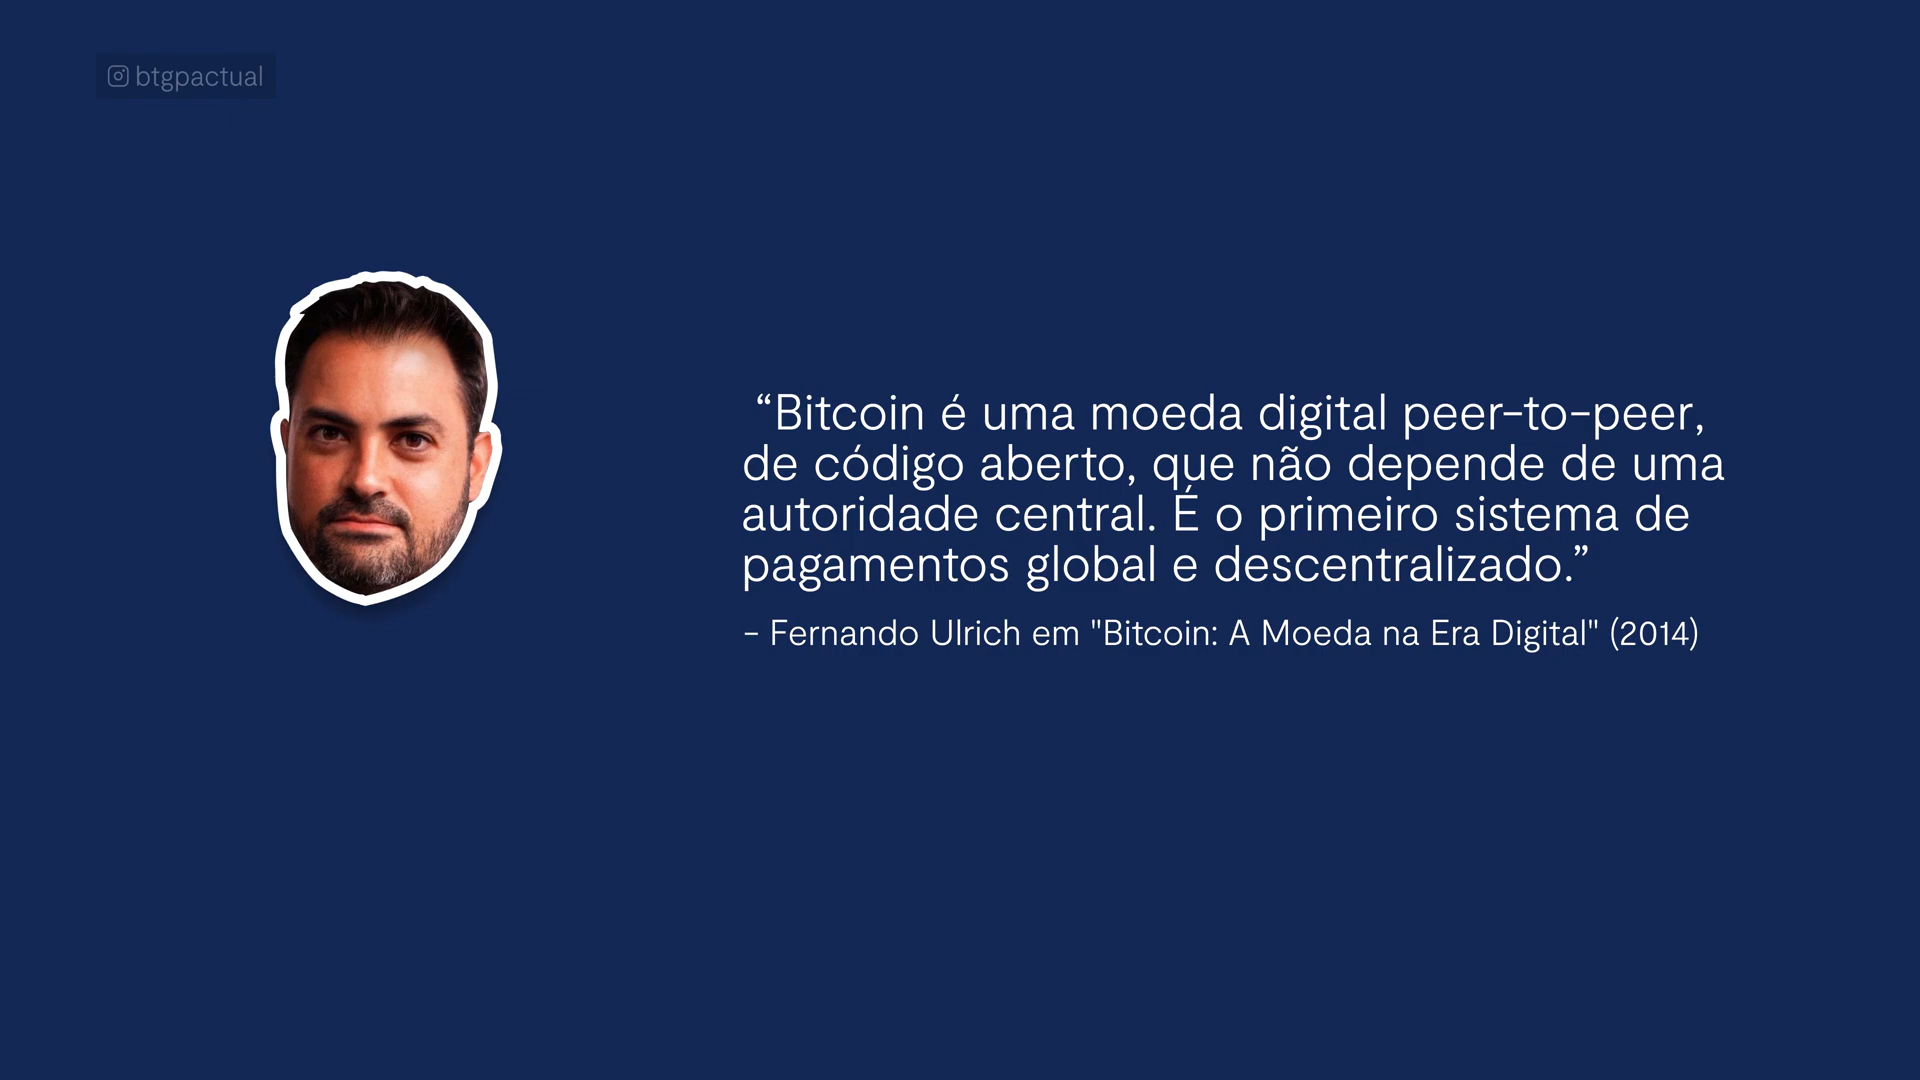 btgpactual
“Bitcoin é uma moeda digital peer-to-peer,
de código aberto, que não depende de uma
autoridade central. É o primeiro sistema de
pagamentos global e descentralizado.”
- Fernando Ulrich em "Bitcoin: A Moeda na Era Digital" (2014)